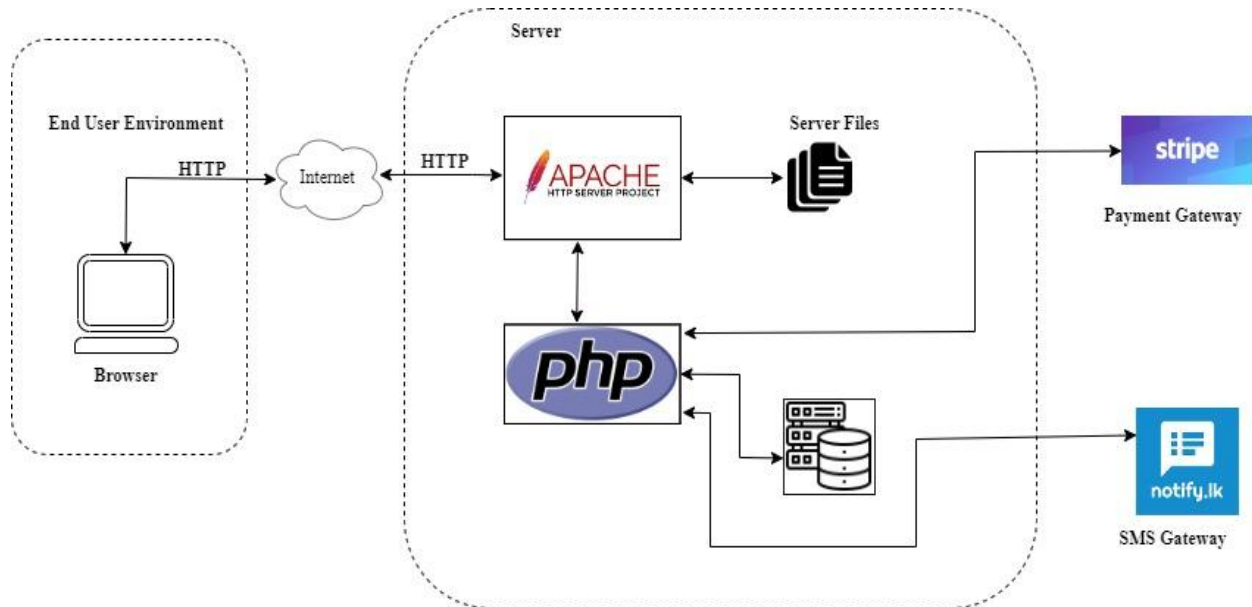 Server
End User Environment
Server Files
HTTP
Internet
HTTP
APACHE
HTTP SERVER PROJECT
stripe
Payment Gateway
php
Browser
notify.lk
SMS Gateway